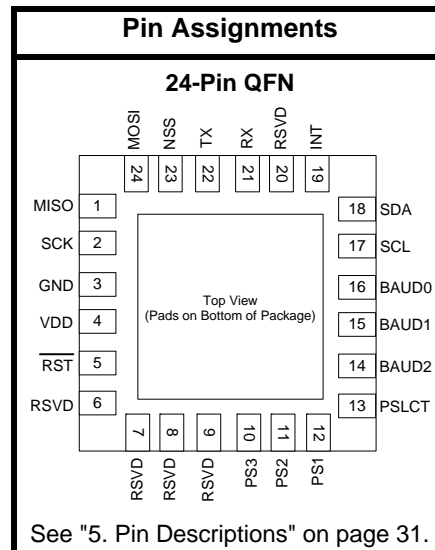 Pin Assignments
24-Pin QFN
MOSI NSS TX RX RSVD INT
24 23 22 21 20 19
MISO 1
SCK 2
GND 3
VDD 4
RST 5
RSVD 6
18 SDA
17 SCL
16 BAUD0
15 BAUD1
14 BAUD2
13 PSLCT
Top View
(Pads on Bottom of Package)
7 8 9 10 11 12
RSVD RSVD RSVD PS3 PS2 PS1
See "5. Pin Descriptions" on page 31.